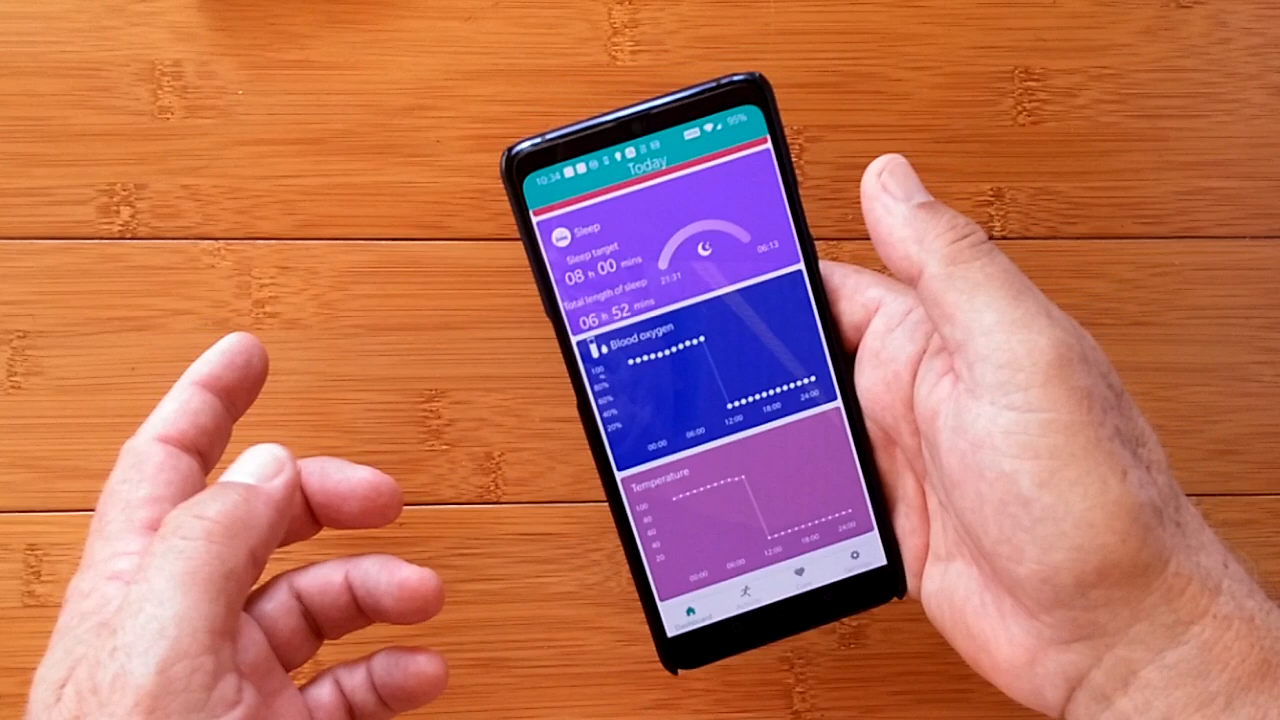 10:34 95%
Today
Sleep
Sleep target
08 h 00 mins
Total length of sleep
06 h 52 mins
21:31 06:13
Blood oxygen
100
%
80%
60%
40%
20%
00:00 06:00 12:00 18:00 24:00
Temperature
100
80
60
40
20
00:00 06:00 12:00 18:00 24:00
Dashboard